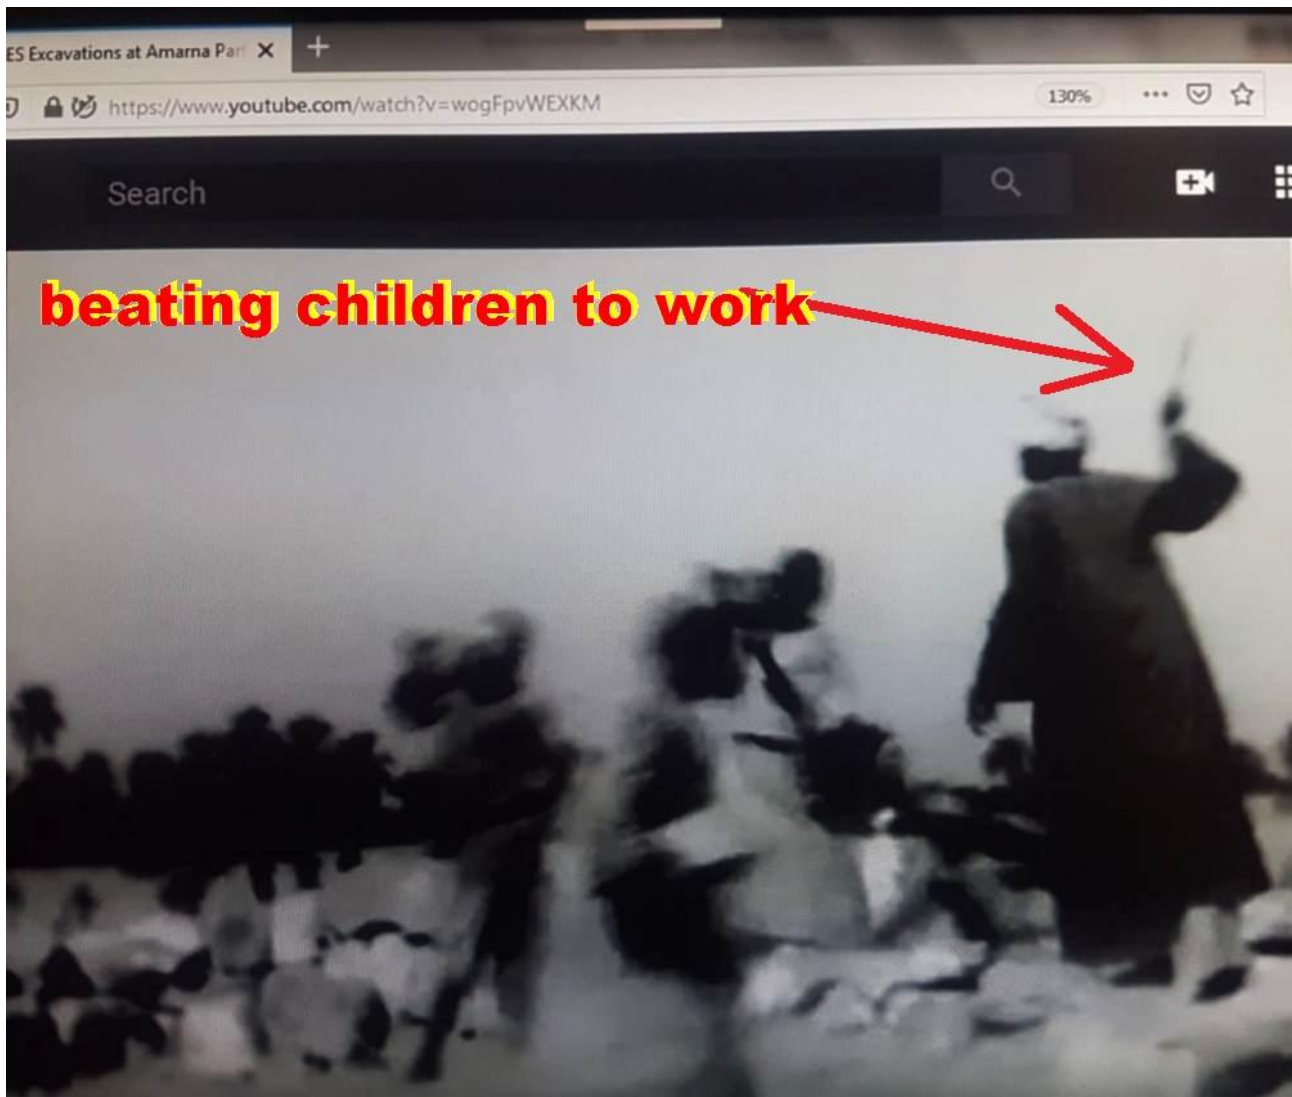 ES Excavations at Amarna Par
https://www.youtube.com/watch?v=wogFpvWEXKM
130%
Search
beating children to work